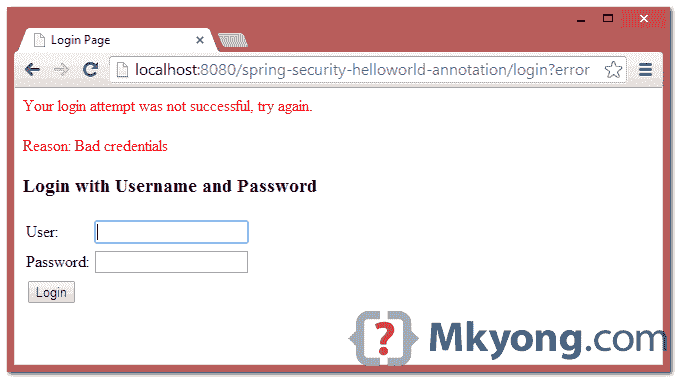 Login Page
localhost:8080/spring-security-helloworld-annotation/login?error
Your login attempt was not successful, try again.
Reason: Bad credentials
Login with Username and Password
User:
Password:
Login
{?} Mkyong.com